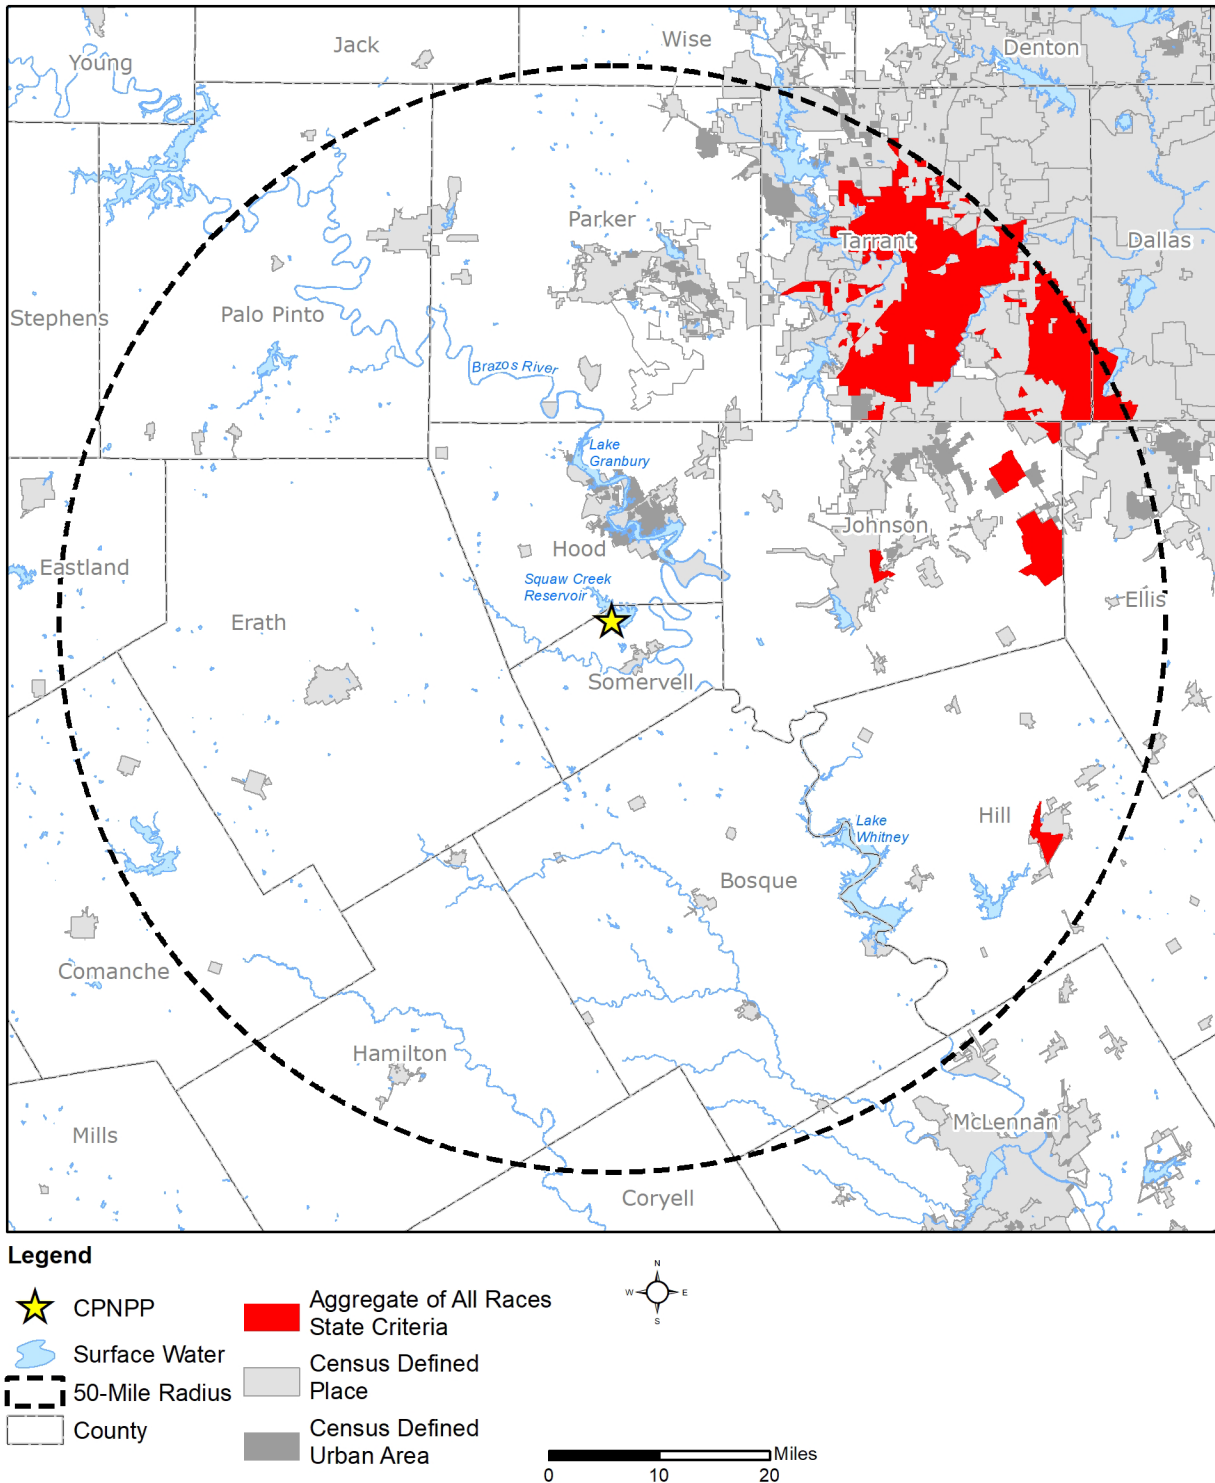 Jack
Wise
Denton
Young
Parker
Tarrant
Dallas
Stephens
Palo Pinto
Brazos River
Lake
Granbury
Johnson
Hood
Eastland
Squaw Creek
Reservoir
Ellis
Erath
Somervell
Hill
Lake
Whitney
Bosque
Comanche
Hamilton
McLennan
Mills
Coryell
Legend
CPNPP
Surface Water
50-Mile Radius
County
Aggregate of All Races
State Criteria
Census Defined
Place
Census Defined
Urban Area
N
W E
S
Miles
0 10 20